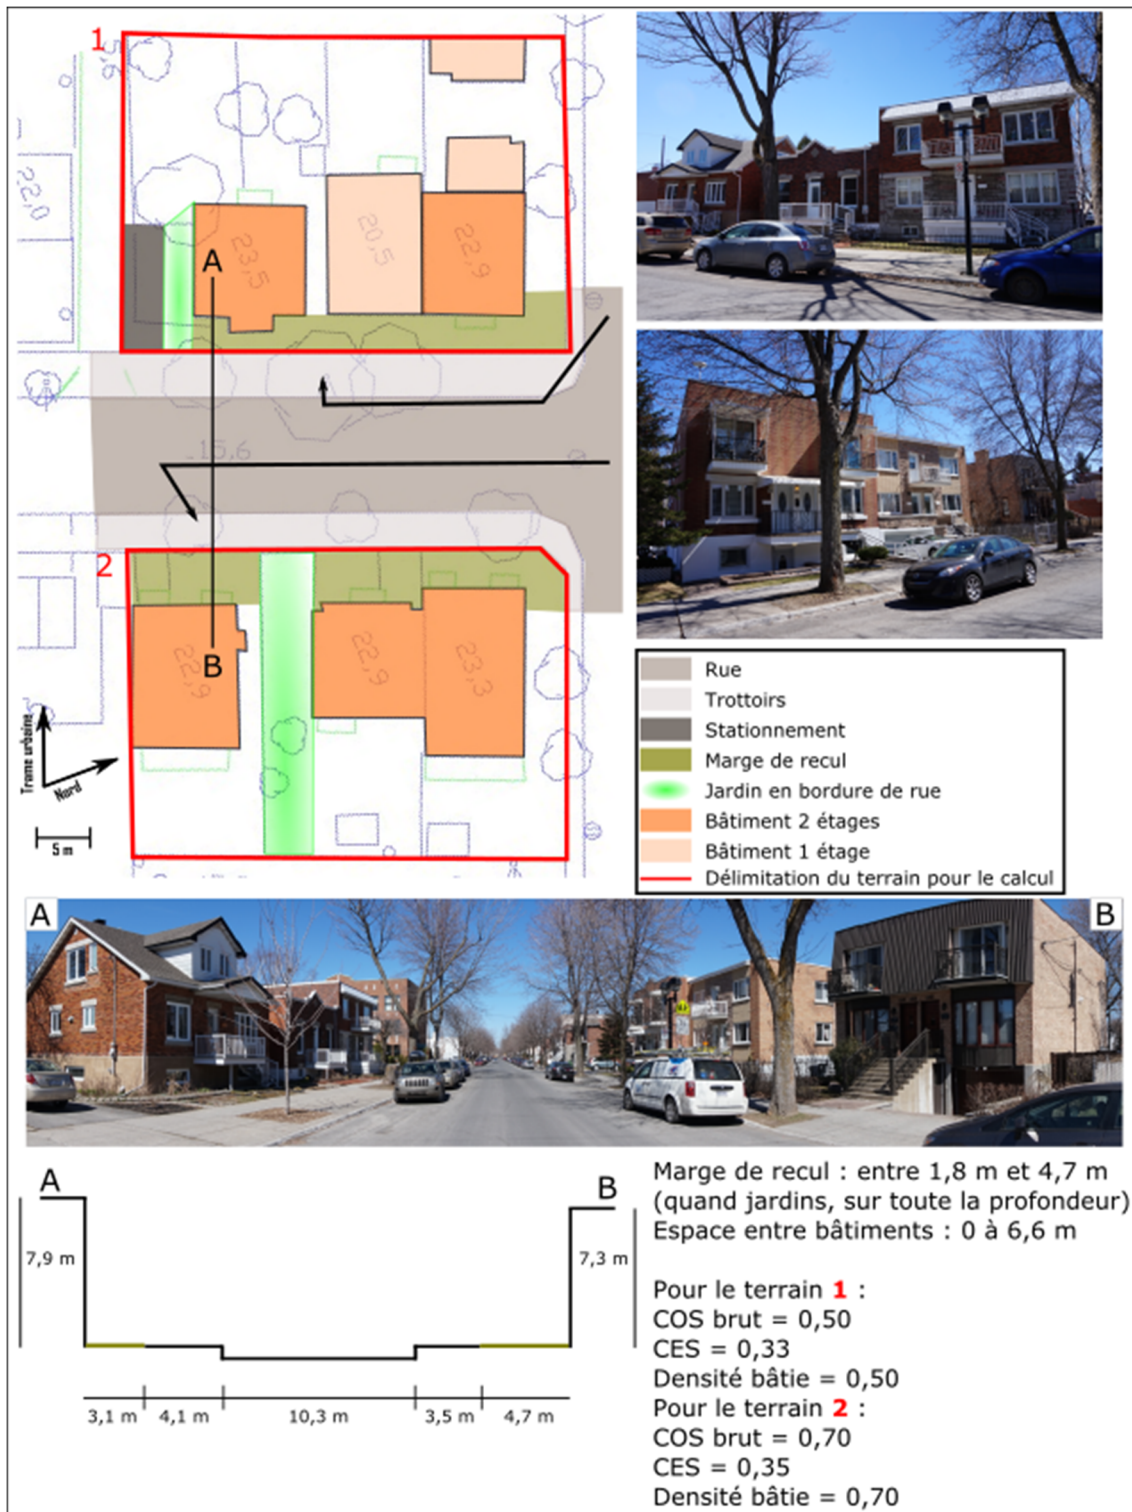 1
5,6
22,0
A
23,5
20,5
22,9
15,6
2
22,9
B
22,9
23,3
Trame urbaine
Nord
5 m
Rue
Trottoirs
Stationnement
Marge de recul
Jardin en bordure de rue
Bâtiment 2 étages
Bâtiment 1 étage
Délimitation du terrain pour le calcul
A
B
A
B
7,9 m
7,3 m
3,1 m
4,1 m
10,3 m
3,5 m
4,7 m
Marge de recul : entre 1,8 m et 4,7 m
(quand jardins, sur toute la profondeur)
Espace entre bâtiments : 0 à 6,6 m
Pour le terrain 1 :
COS brut = 0,50
CES = 0,33
Densité bâtie = 0,50
Pour le terrain 2 :
COS brut = 0,70
CES = 0,35
Densité bâtie = 0,70